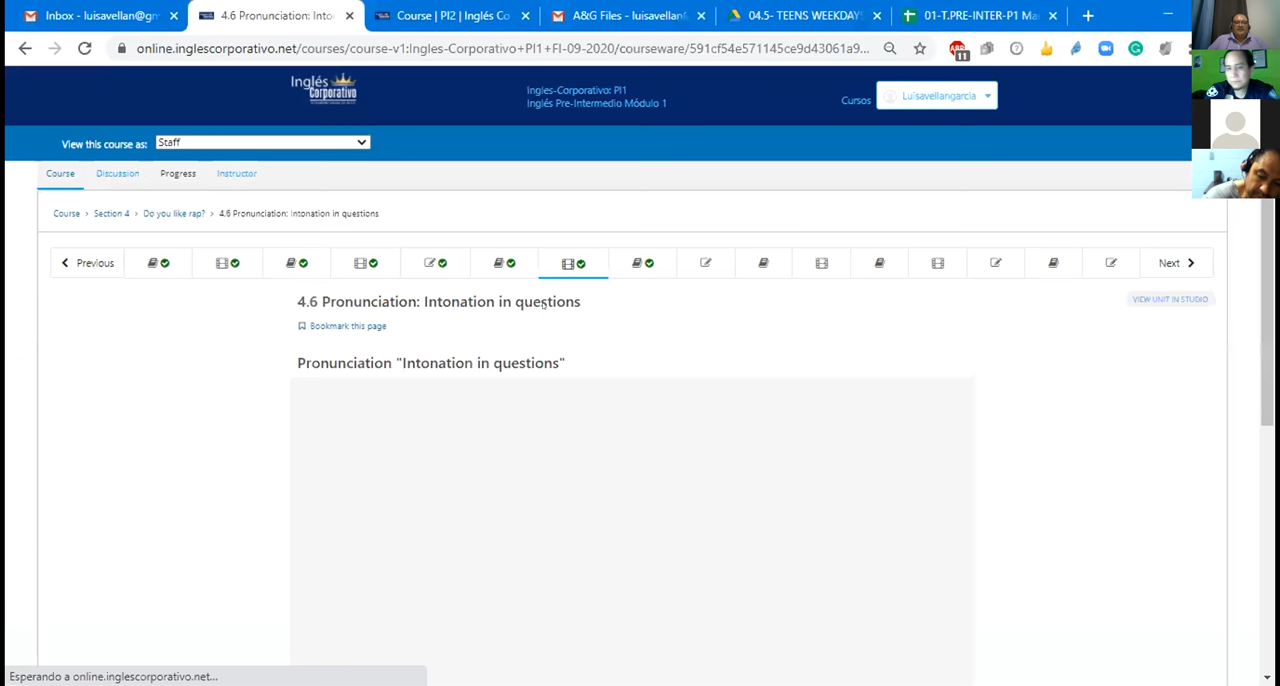 Inbox - luisavellan@gm
4.6 Pronunciation: Into
Course | PI2 | Inglés Co
A&G Files - luisavellan
04.5- TEENS WEEKDAY
01-T.PRE-INTER-P1 Ma
online.inglescorporativo.net/courses/course-v1:Ingles-Corporativo+PI1+FI-09-2020/courseware/591cf54e571145ce9d43061a9...
11
Inglés
Corporativo
Ingles-Corporativo: PI1
Inglés Pre-Intermedio Módulo 1
Cursos
Luisavellangarcia
View this course as:
Staff
Course
Discussion
Progress
Instructor
Course > Section 4 > Do you like rap? > 4.6 Pronunciation: Intonation in questions
Previous
Next
4.6 Pronunciation: Intonation in questions
VIEW UNIT IN STUDIO
Bookmark this page
Pronunciation "Intonation in questions"
Esperando a online.inglescorporativo.net...